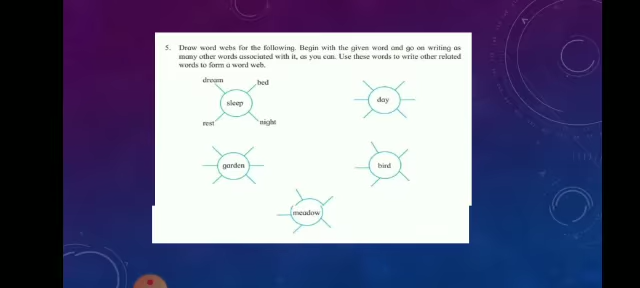 5. Draw word webs for the following. Begin with the given word and go on writing as
many other words associated with it, as you can. Use these words to write other related
words to form a word web.
dream
bed
sleep
day
rest
night
garden
bird
meadow